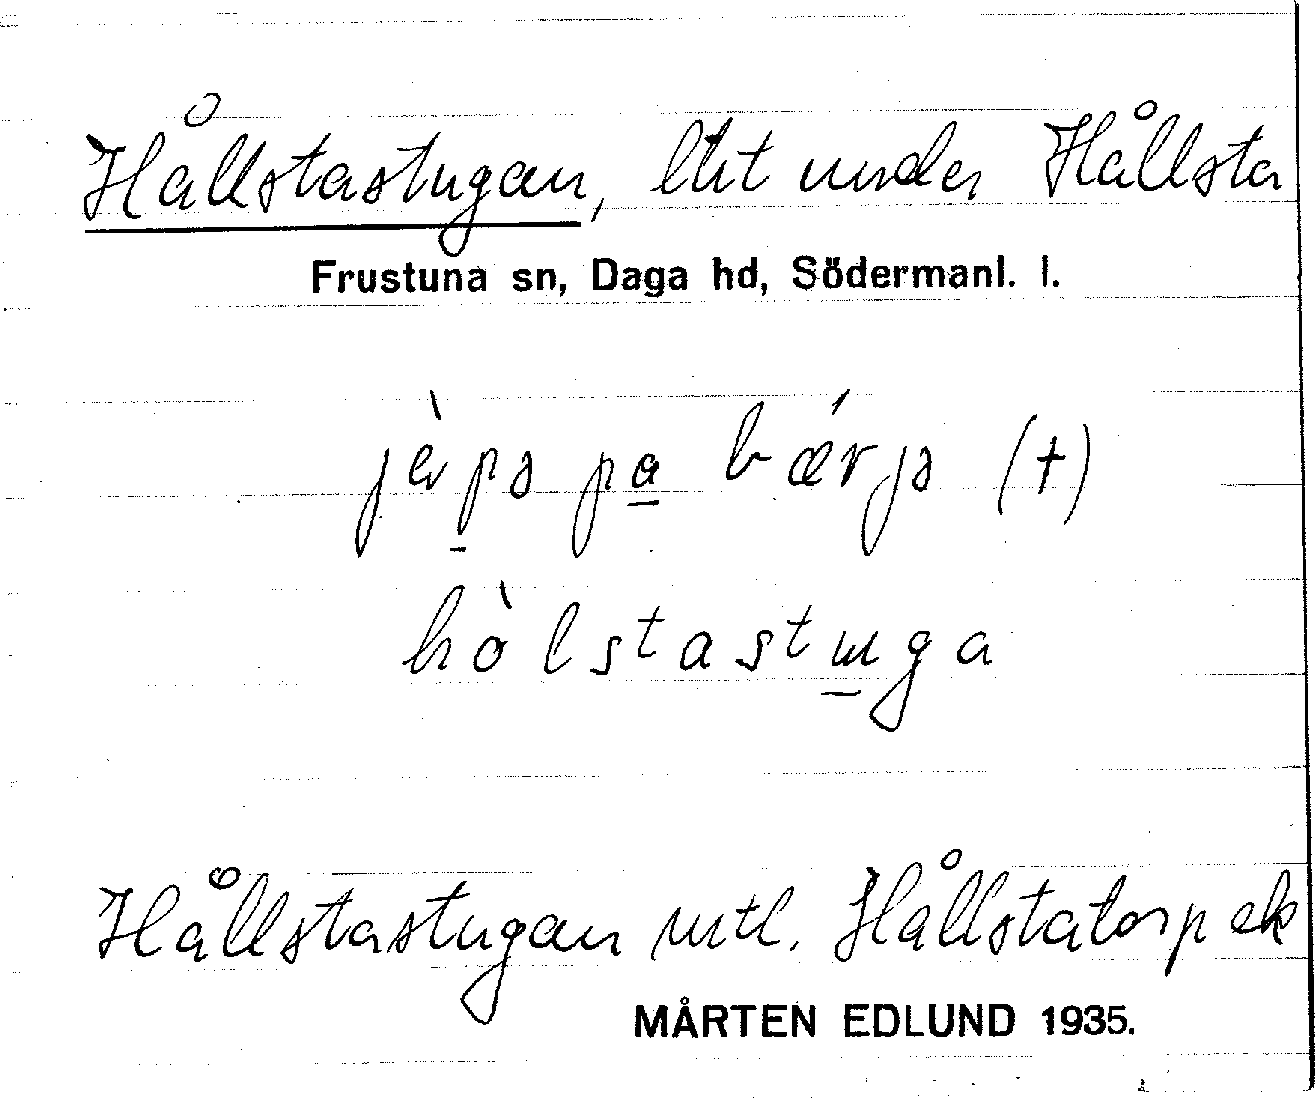 Hållstastugan, lht under Hållsta
Frustuna sn, Daga hd, Södermanl. l.
jèpə pa bǽrjə (†)
hòlstastuga
Hållstastugan mtl. Hållstatorp ek
MÅRTEN EDLUND 1935.